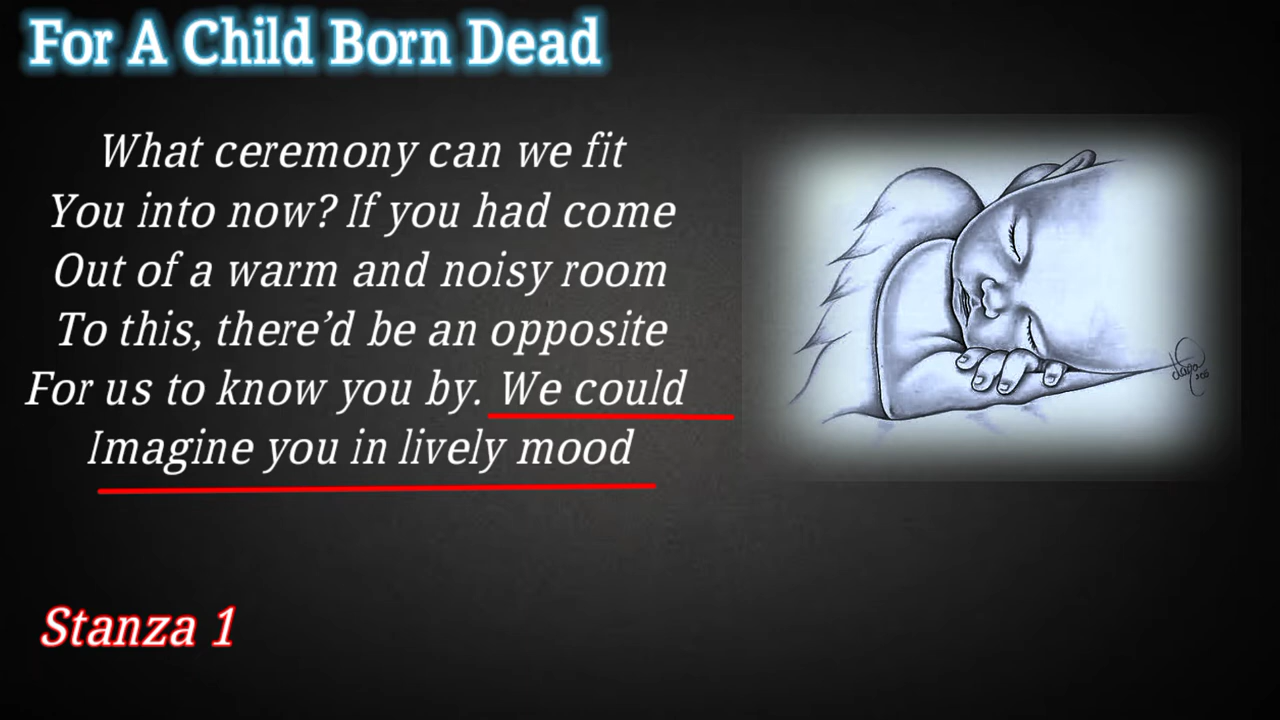 For A Child Born Dead
What ceremony can we fit
You into now? If you had come
Out of a warm and noisy room
To this, there’d be an opposite
For us to know you by. We could
Imagine you in lively mood
Stanza 1